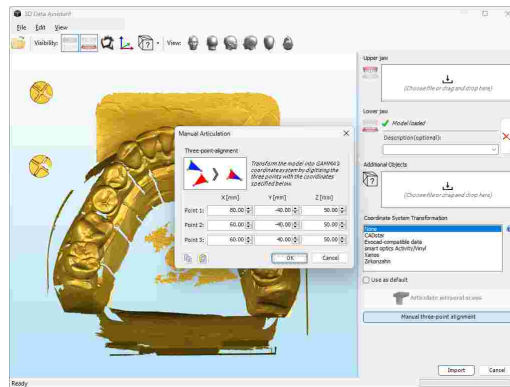 3D Data Assistant
File Edit View
Visibility: View:
Upper jaw
(Choose file or drag and drop here)
Lower jaw
Model loaded
Description(optional):
Additional Objects
(Choose file or drag and drop here)
Coordinate System Transformation
None
CADstar
Exocad-compatible data
smart optics Activity/Vinyl
Xenos
Zirkonzahn
Use as default
Articulate intraoral scans
Manual three-point alignment
Import Cancel
Ready
Manual Articulation
Three-point-alignment
Transform the model into GAMMA's
coordinate system by digitizing the
three points with the coordinates
specified below.
X [mm] Y [mm] Z [mm]
Point 1: 80.00 -40.00 50.00
Point 2: 60.00 -40.00 50.00
Point 3: 60.00 40.00 50.00
OK Cancel